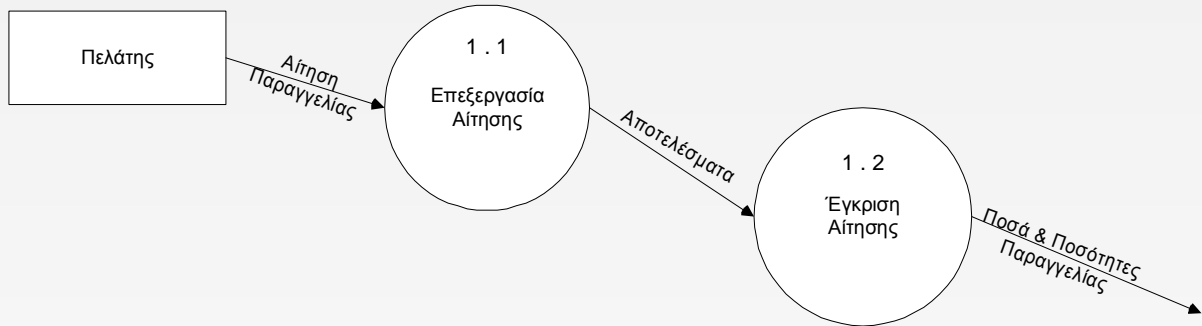 Πελάτης
Αίτηση
Παραγγελίας
1 . 1
Επεξεργασία
Αίτησης
Αποτελέσματα
1 . 2
Έγκριση
Αίτησης
Ποσά & Ποσότητες
Παραγγελίας